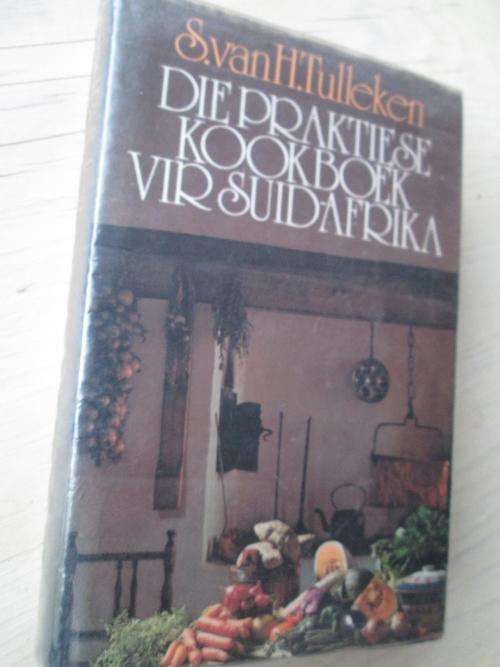 S. van H. Tulleken
DIE PRAKTIESE
KOOKBOEK
VIR SUID-AFRIKA